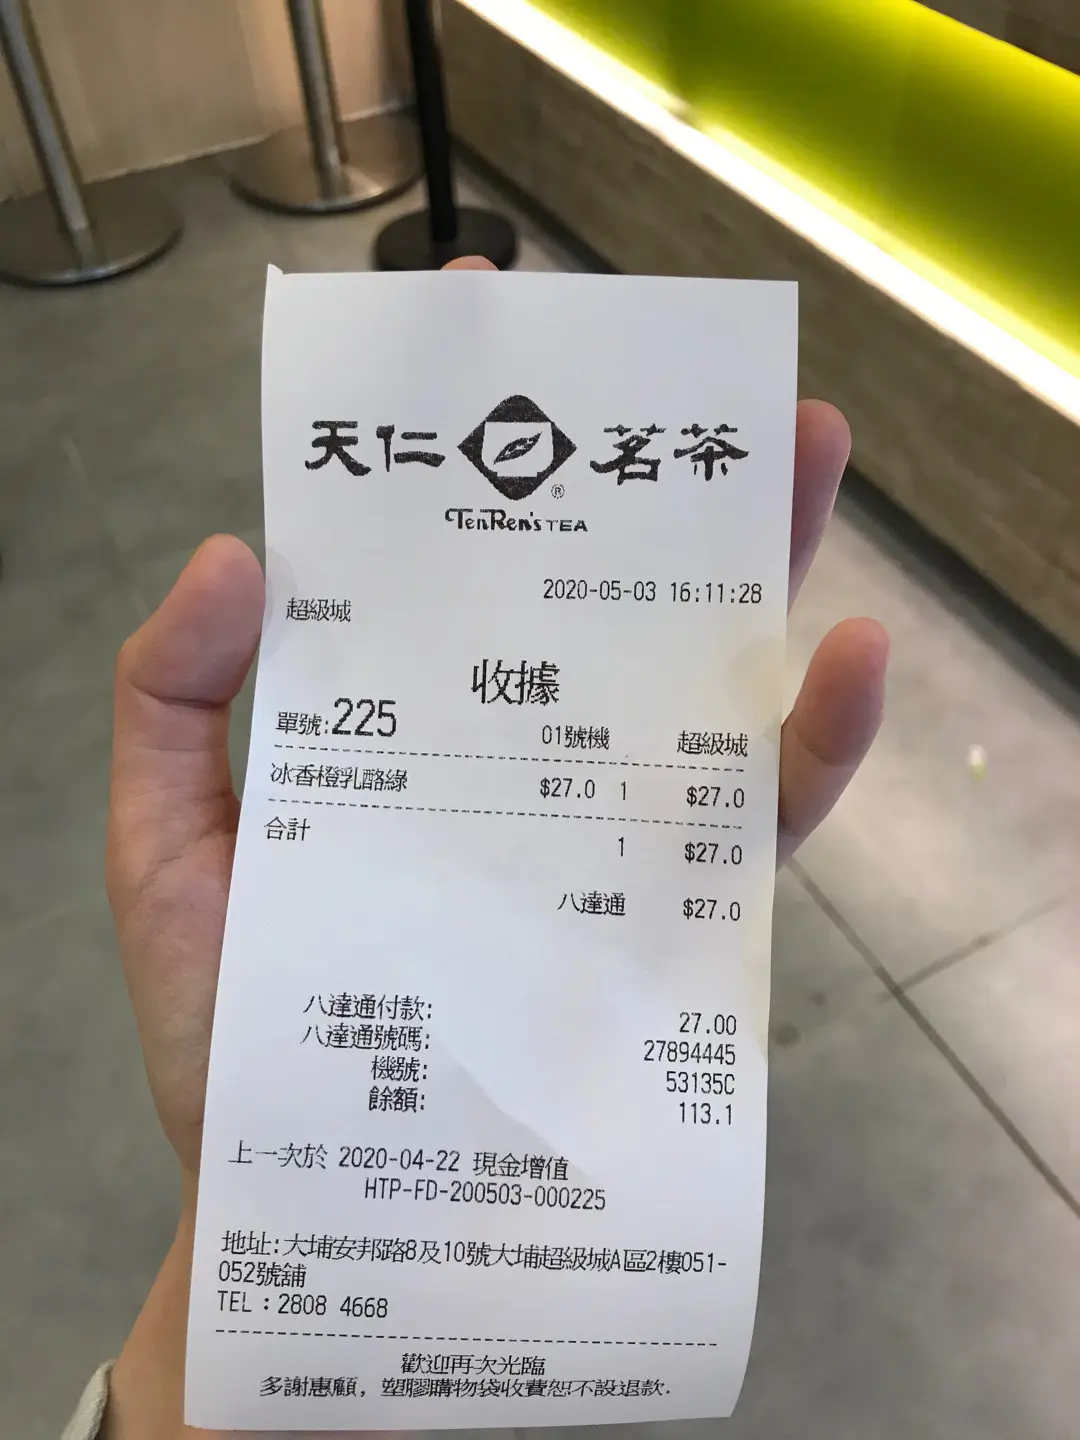 天仁 茗茶
®
TenRen's TEA
2020-05-03 16:11:28
超級城
收據
單號:225 01號機 超級城
冰香橙乳酪綠 $27.0 1 $27.0
合計 1 $27.0
八達通 $27.0
八達通付款: 27.00
八達通號碼: 27894445
機號: 53135C
餘額: 113.1
上一次於 2020-04-22 現金增值
HTP-FD-200503-000225
地址:大埔安邦路8及10號大埔超級城A區2樓051-
052號舖
TEL:2808 4668
歡迎再次光臨
多謝惠顧, 塑膠購物袋收費恕不設退款.